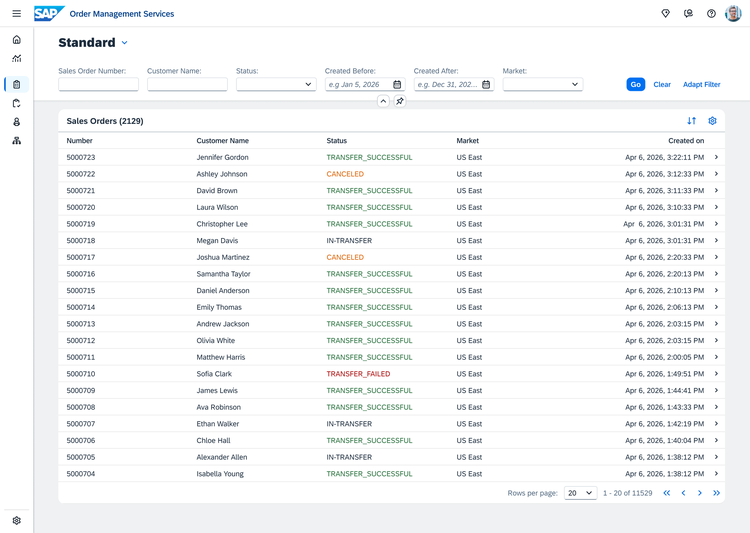 SAP Order Management Services
Standard
Sales Order Number: Customer Name: Status: Created Before: Created After: Market:
e.g Jan 5, 2026 e.g. Dec 31, 202... Go Clear Adapt Filter
Sales Orders (2129)
Number Customer Name Status Market Created on
5000723 Jennifer Gordon TRANSFER_SUCCESSFUL US East Apr 6, 2026, 3:22:11 PM
5000722 Ashley Johnson CANCELED US East Apr 6, 2026, 3:12:33 PM
5000721 David Brown TRANSFER_SUCCESSFUL US East Apr 6, 2026, 3:11:33 PM
5000720 Laura Wilson TRANSFER_SUCCESSFUL US East Apr 6, 2026, 3:10:33 PM
5000719 Christopher Lee TRANSFER_SUCCESSFUL US East Apr 6, 2026, 3:01:31 PM
5000718 Megan Davis IN-TRANSFER US East Apr 6, 2026, 3:01:31 PM
5000717 Joshua Martinez CANCELED US East Apr 6, 2026, 2:20:33 PM
5000716 Samantha Taylor TRANSFER_SUCCESSFUL US East Apr 6, 2026, 2:20:13 PM
5000715 Daniel Anderson TRANSFER_SUCCESSFUL US East Apr 6, 2026, 2:10:13 PM
5000714 Emily Thomas TRANSFER_SUCCESSFUL US East Apr 6, 2026, 2:06:13 PM
5000713 Andrew Jackson TRANSFER_SUCCESSFUL US East Apr 6, 2026, 2:03:15 PM
5000712 Olivia White TRANSFER_SUCCESSFUL US East Apr 6, 2026, 2:03:15 PM
5000711 Matthew Harris TRANSFER_SUCCESSFUL US East Apr 6, 2026, 2:00:05 PM
5000710 Sofia Clark TRANSFER_FAILED US East Apr 6, 2026, 1:49:51 PM
5000709 James Lewis TRANSFER_SUCCESSFUL US East Apr 6, 2026, 1:44:41 PM
5000708 Ava Robinson TRANSFER_SUCCESSFUL US East Apr 6, 2026, 1:43:33 PM
5000707 Ethan Walker IN-TRANSFER US East Apr 6, 2026, 1:42:19 PM
5000706 Chloe Hall TRANSFER_SUCCESSFUL US East Apr 6, 2026, 1:40:04 PM
5000705 Alexander Allen IN-TRANSFER US East Apr 6, 2026, 1:38:12 PM
5000704 Isabella Young TRANSFER_SUCCESSFUL US East Apr 6, 2026, 1:38:12 PM
Rows per page: 20 1 - 20 of 11529